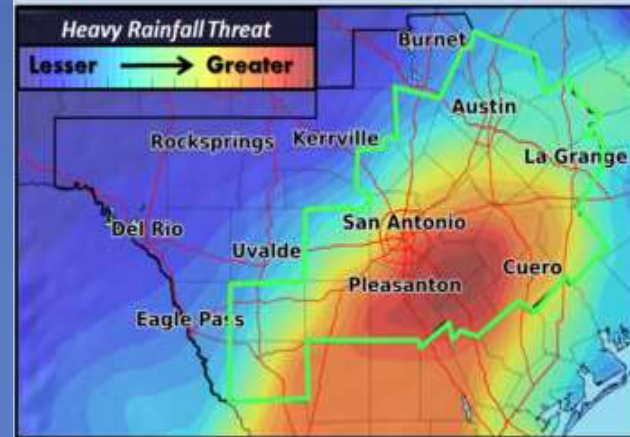 Heavy Rainfall Threat
Lesser → Greater
Burnet
Austin
Rocksprings
Kerrville
La Grange
San Antonio
Del Rio
Uvalde
Cuero
Pleasanton
Eagle Pass